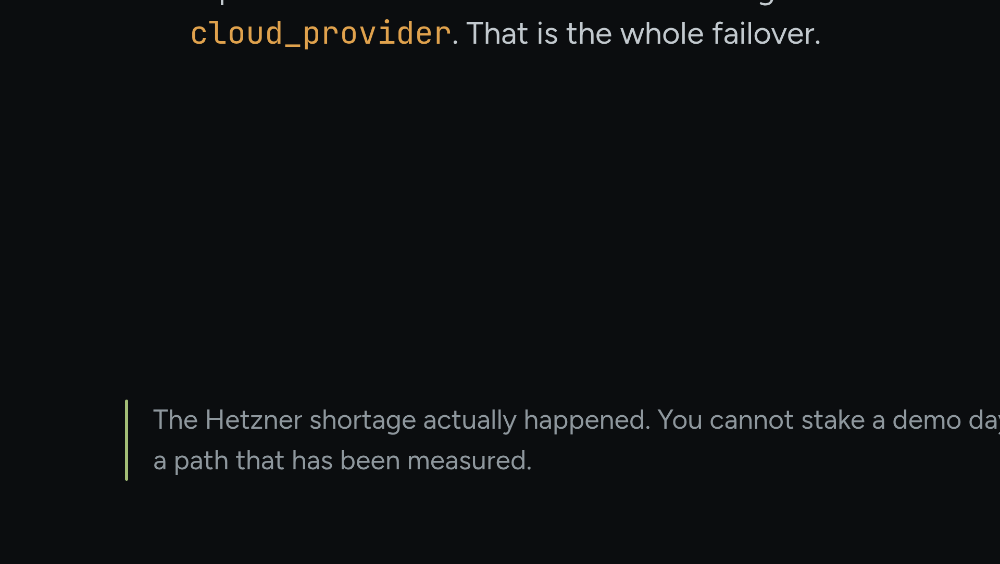 cloud_provider. That is the whole failover.
The Hetzner shortage actually happened. You cannot stake a demo day
a path that has been measured.